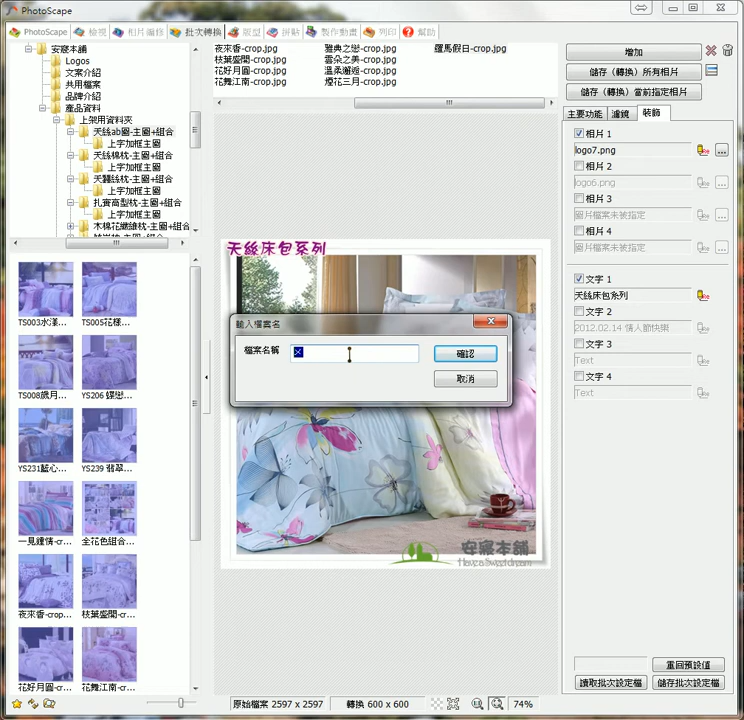 PhotoScape
PhotoScape
檢視
相片編修
批次轉換
版型
拼貼
製作動畫
列印
幫助
安寢本鋪
Logos
文案介紹
共用檔案
品牌介紹
產品資料
上架用資料夾
天絲ab圖-主圖+組合
上字加框主圖
天絲棉枕-主圖+組合
上字加框主圖
天蠶絲枕-主圖+組合
上字加框主圖
扎實高型枕-主圖+組合
上字加框主圖
木棉花纖維枕-主圖+組合
TS003水漾...
TS005花樣...
TS008歲月...
YS206 蝶戀...
YS231藍心...
YS239 翡翠...
一見鍾情-cr...
全花色組合...
夜來香-crop...
枝葉盛開-cr...
花好月圓-cr...
花舞江南-cr...
夜來香-crop.jpg
雅典之戀-crop.jpg
羅馬假日-crop.jpg
枝葉盛開-crop.jpg
雲朵之美-crop.jpg
花好月圓-crop.jpg
溫柔邂逅-crop.jpg
花舞江南-crop.jpg
煙花三月-crop.jpg
天絲床包系列
輸入檔案名
檔案名稱
確認
取消
安寢本鋪
Have a Sweet dream
原始檔案 2597 x 2597
轉換 600 x 600
74%
增加
儲存（轉換）所有相片
儲存（轉換）當前指定相片
主要功能
濾鏡
裝飾
相片 1
logo7.png
相片 2
logo6.png
相片 3
圖片檔案未被指定
相片 4
圖片檔案未被指定
文字 1
天絲床包系列
文字 2
2012.02.14 情人節快樂
文字 3
Text
文字 4
Text
重回預設值
讀取批次設定檔
儲存批次設定檔